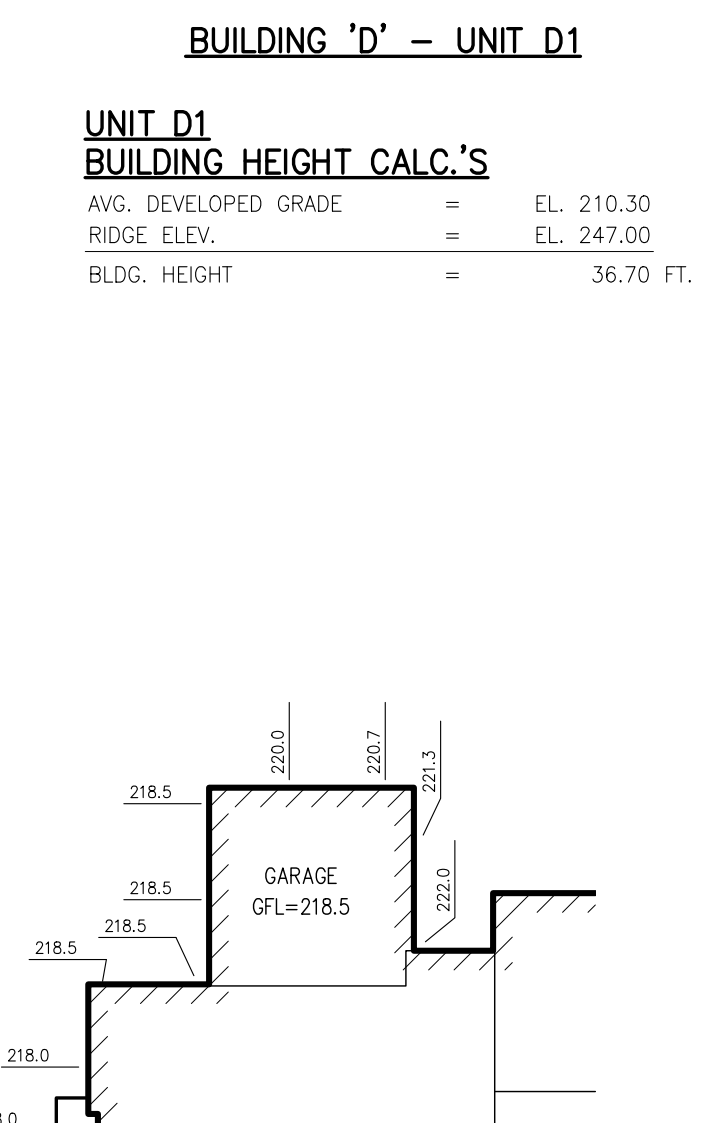 BUILDING 'D' – UNIT D1
UNIT D1
BUILDING HEIGHT CALC.'S
AVG. DEVELOPED GRADE = EL. 210.30
RIDGE ELEV. = EL. 247.00
BLDG. HEIGHT = 36.70 FT.
220.0
220.7
221.3
218.5
218.5
222.0
GARAGE
GFL=218.5
218.5
218.5
218.0